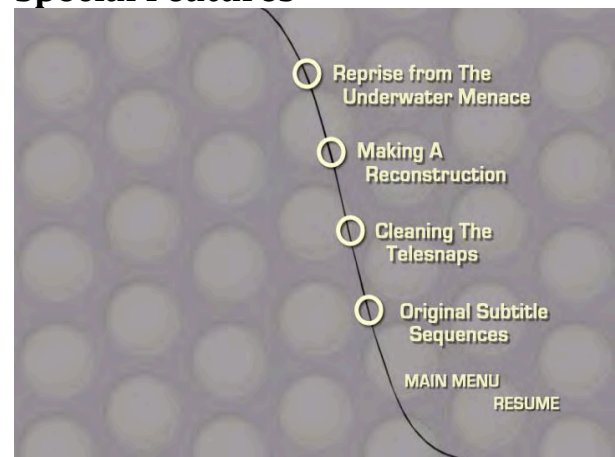 Special Features
Reprise from The
Underwater Menace
Making A
Reconstruction
Cleaning The
Telesnaps
Original Subtitle
Sequences
MAIN MENU
RESUME